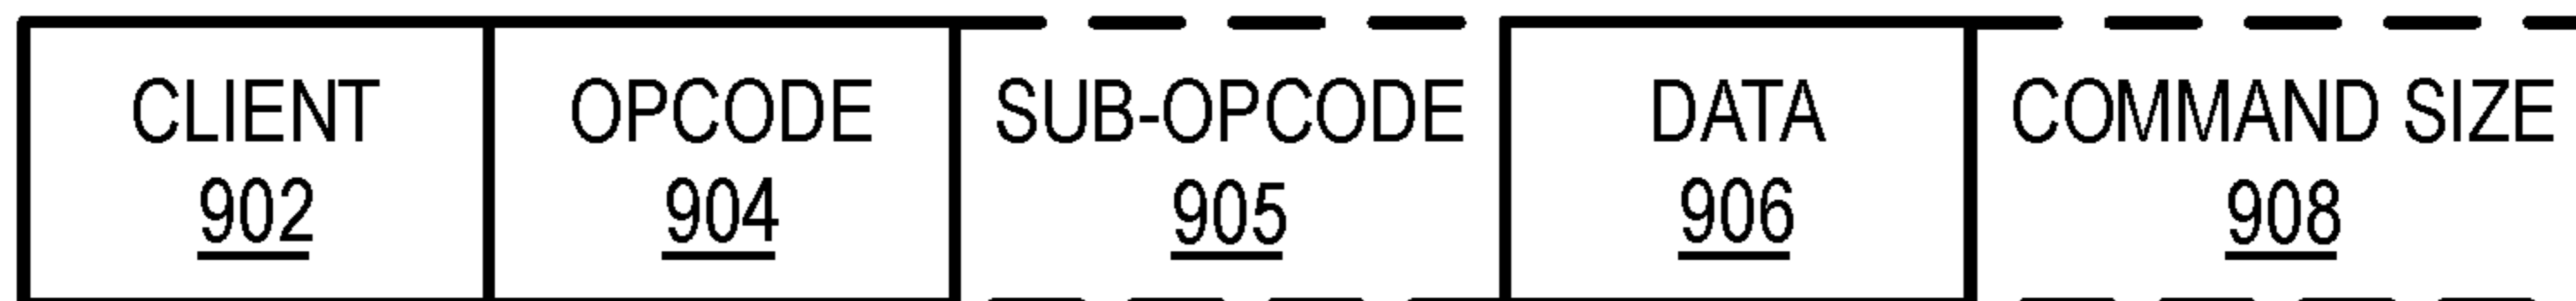 CLIENT OPCODE SUB-OPCODE DATA COMMAND SIZE
902 904 905 906 908